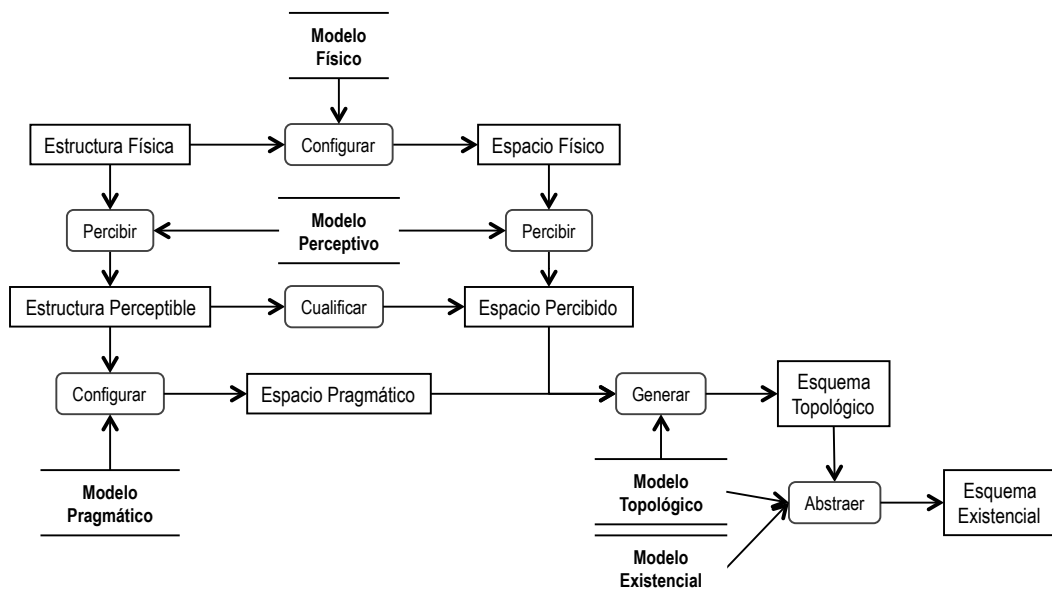 Modelo
Físico
Estructura Física
Configurar
Espacio Físico
Percibir
Modelo
Perceptivo
Percibir
Estructura Perceptible
Cualificar
Espacio Percibido
Configurar
Espacio Pragmático
Generar
Esquema
Topológico
Modelo
Pragmático
Modelo
Topológico
Abstraer
Esquema
Existencial
Modelo
Existencial